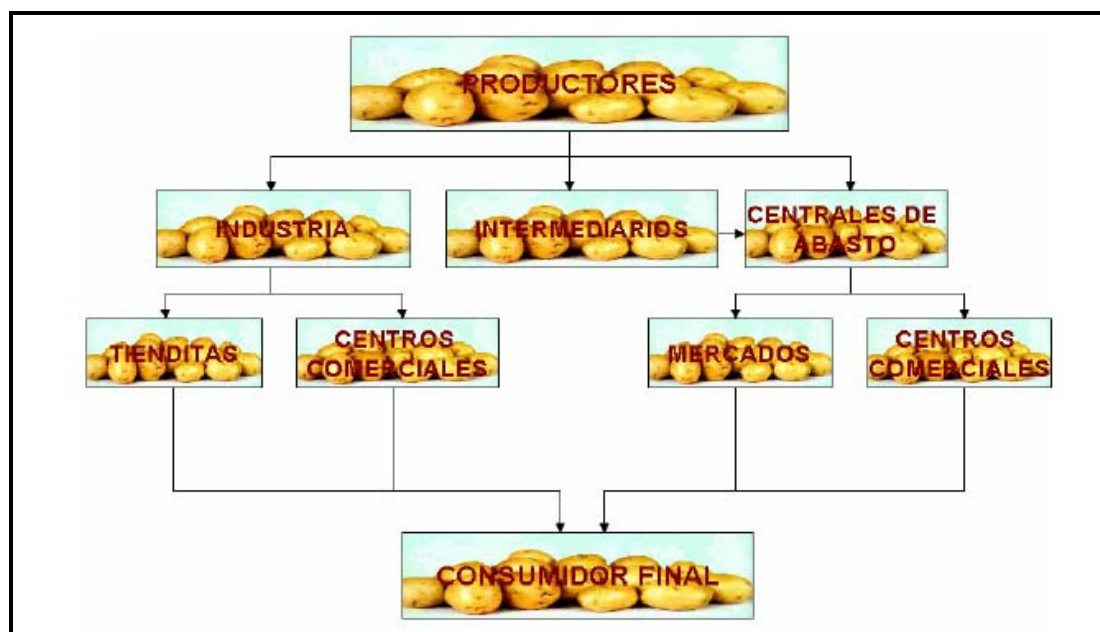 PRODUCTORES
INDUSTRIA
INTERMEDIARIOS
CENTRALES DE
ABASTO
TIENDITAS
CENTROS
COMERCIALES
MERCADOS
CENTROS
COMERCIALES
CONSUMIDOR FINAL